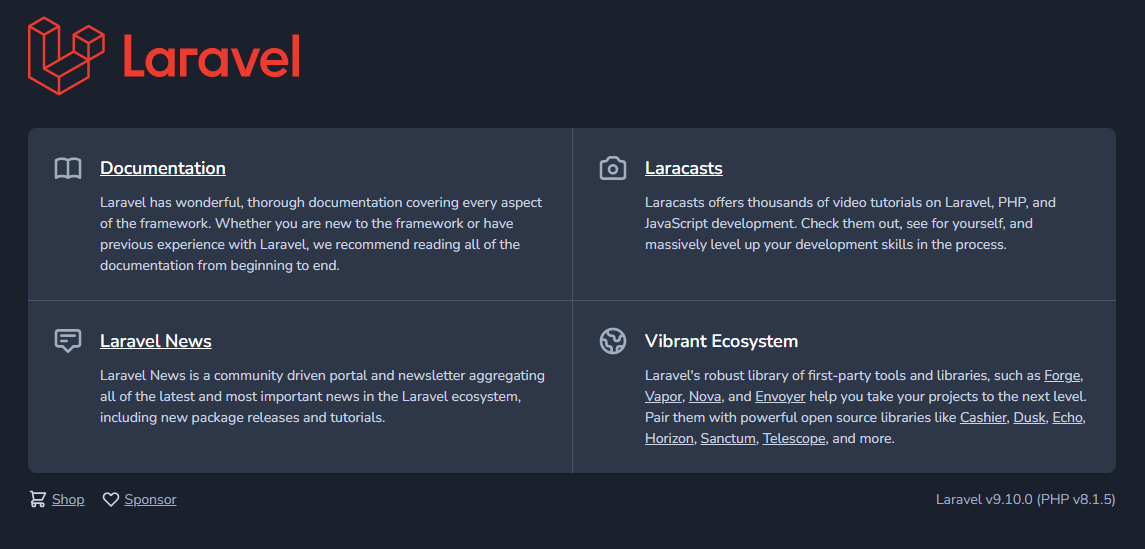 Laravel
Documentation
Laravel has wonderful, thorough documentation covering every aspect
of the framework. Whether you are new to the framework or have
previous experience with Laravel, we recommend reading all of the
documentation from beginning to end.
Laracasts
Laracasts offers thousands of video tutorials on Laravel, PHP, and
JavaScript development. Check them out, see for yourself, and
massively level up your development skills in the process.
Laravel News
Laravel News is a community driven portal and newsletter aggregating
all of the latest and most important news in the Laravel ecosystem,
including new package releases and tutorials.
Vibrant Ecosystem
Laravel's robust library of first-party tools and libraries, such as Forge,
Vapor, Nova, and Envoyer help you take your projects to the next level.
Pair them with powerful open source libraries like Cashier, Dusk, Echo,
Horizon, Sanctum, Telescope, and more.
Shop Sponsor
Laravel v9.10.0 (PHP v8.1.5)